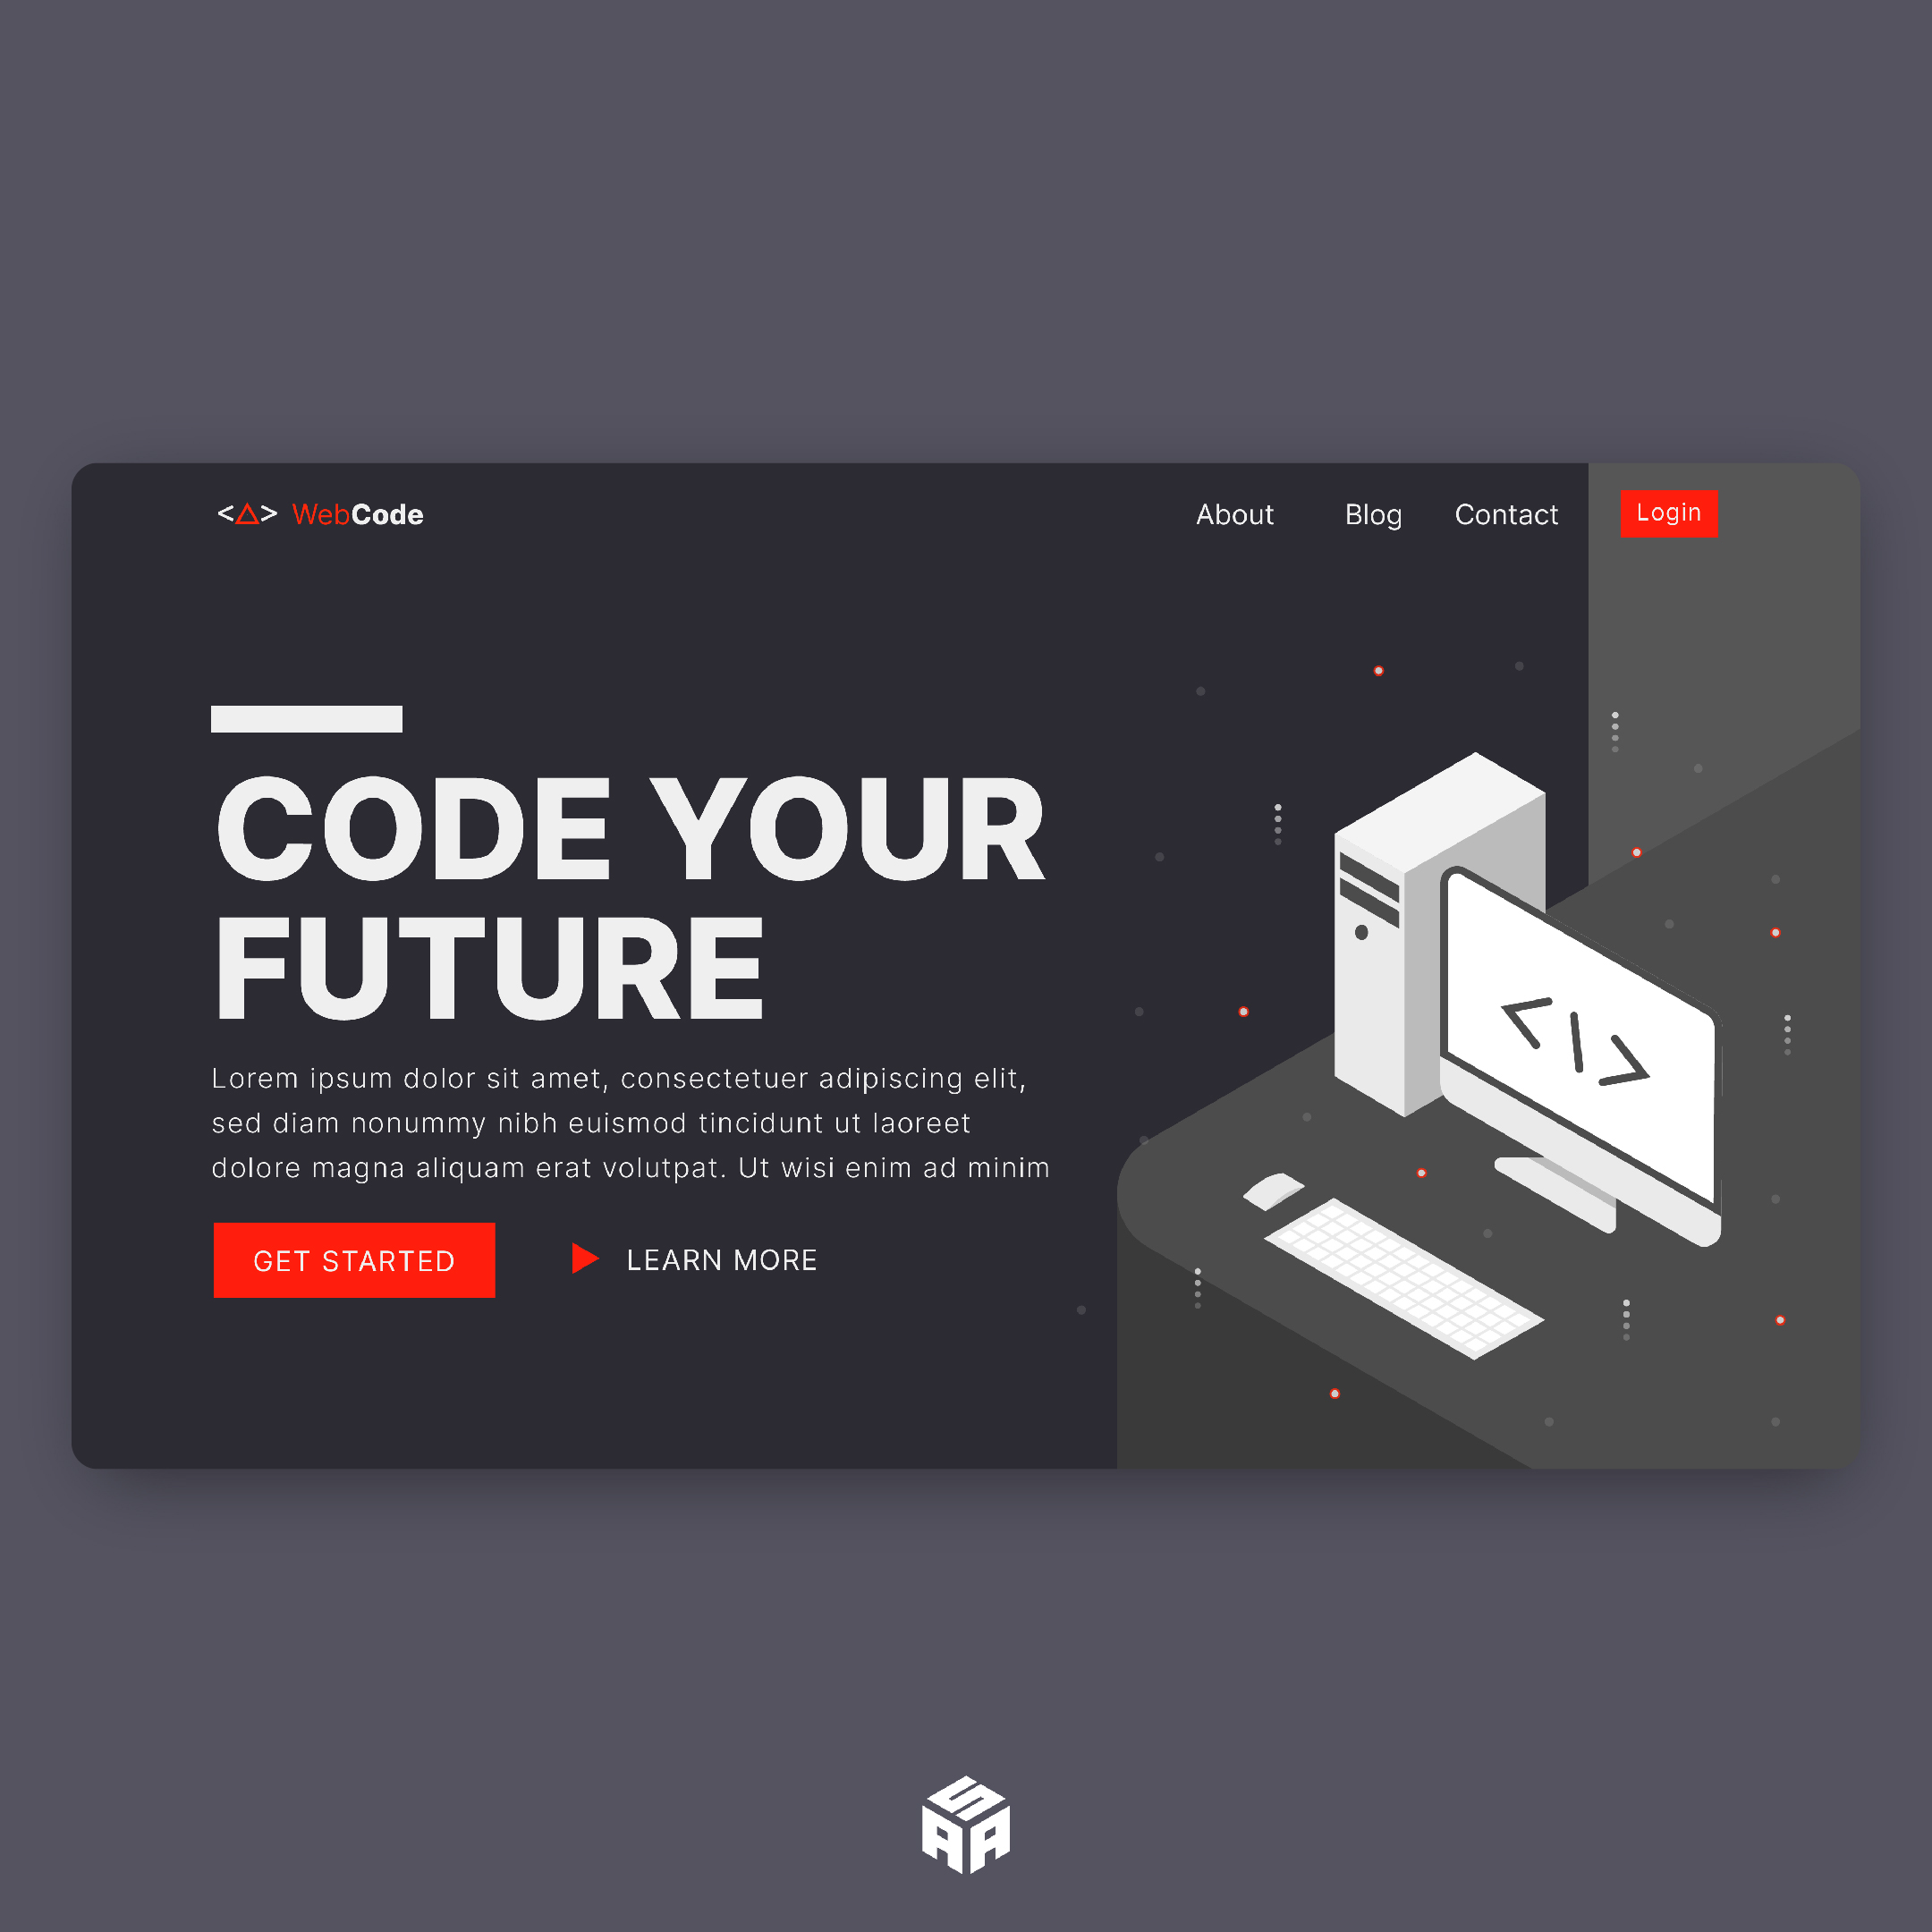 <△> WebCode
About Blog Contact Login
CODE YOUR
FUTURE
Lorem ipsum dolor sit amet, consectetuer adipiscing elit,
sed diam nonummy nibh euismod tincidunt ut laoreet
dolore magna aliquam erat volutpat. Ut wisi enim ad minim
GET STARTED
LEARN MORE
</>
S
A A